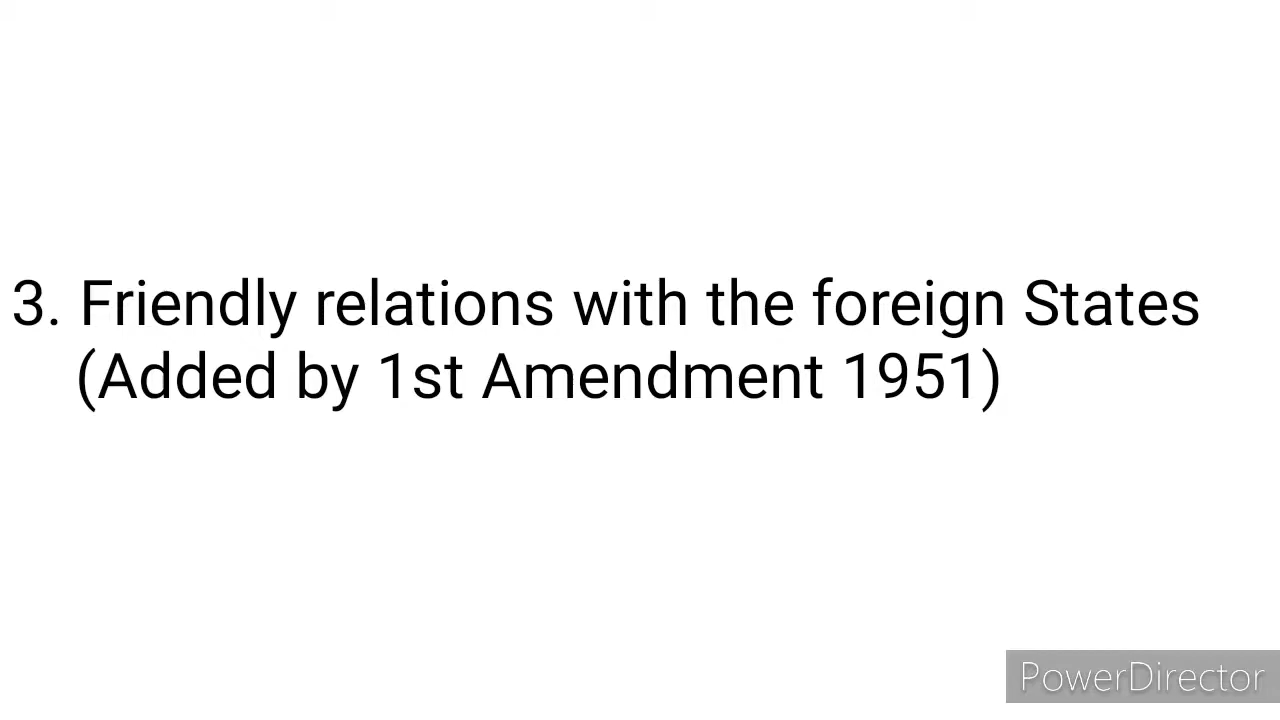 3. Friendly relations with the foreign States
(Added by 1st Amendment 1951)
PowerDirector